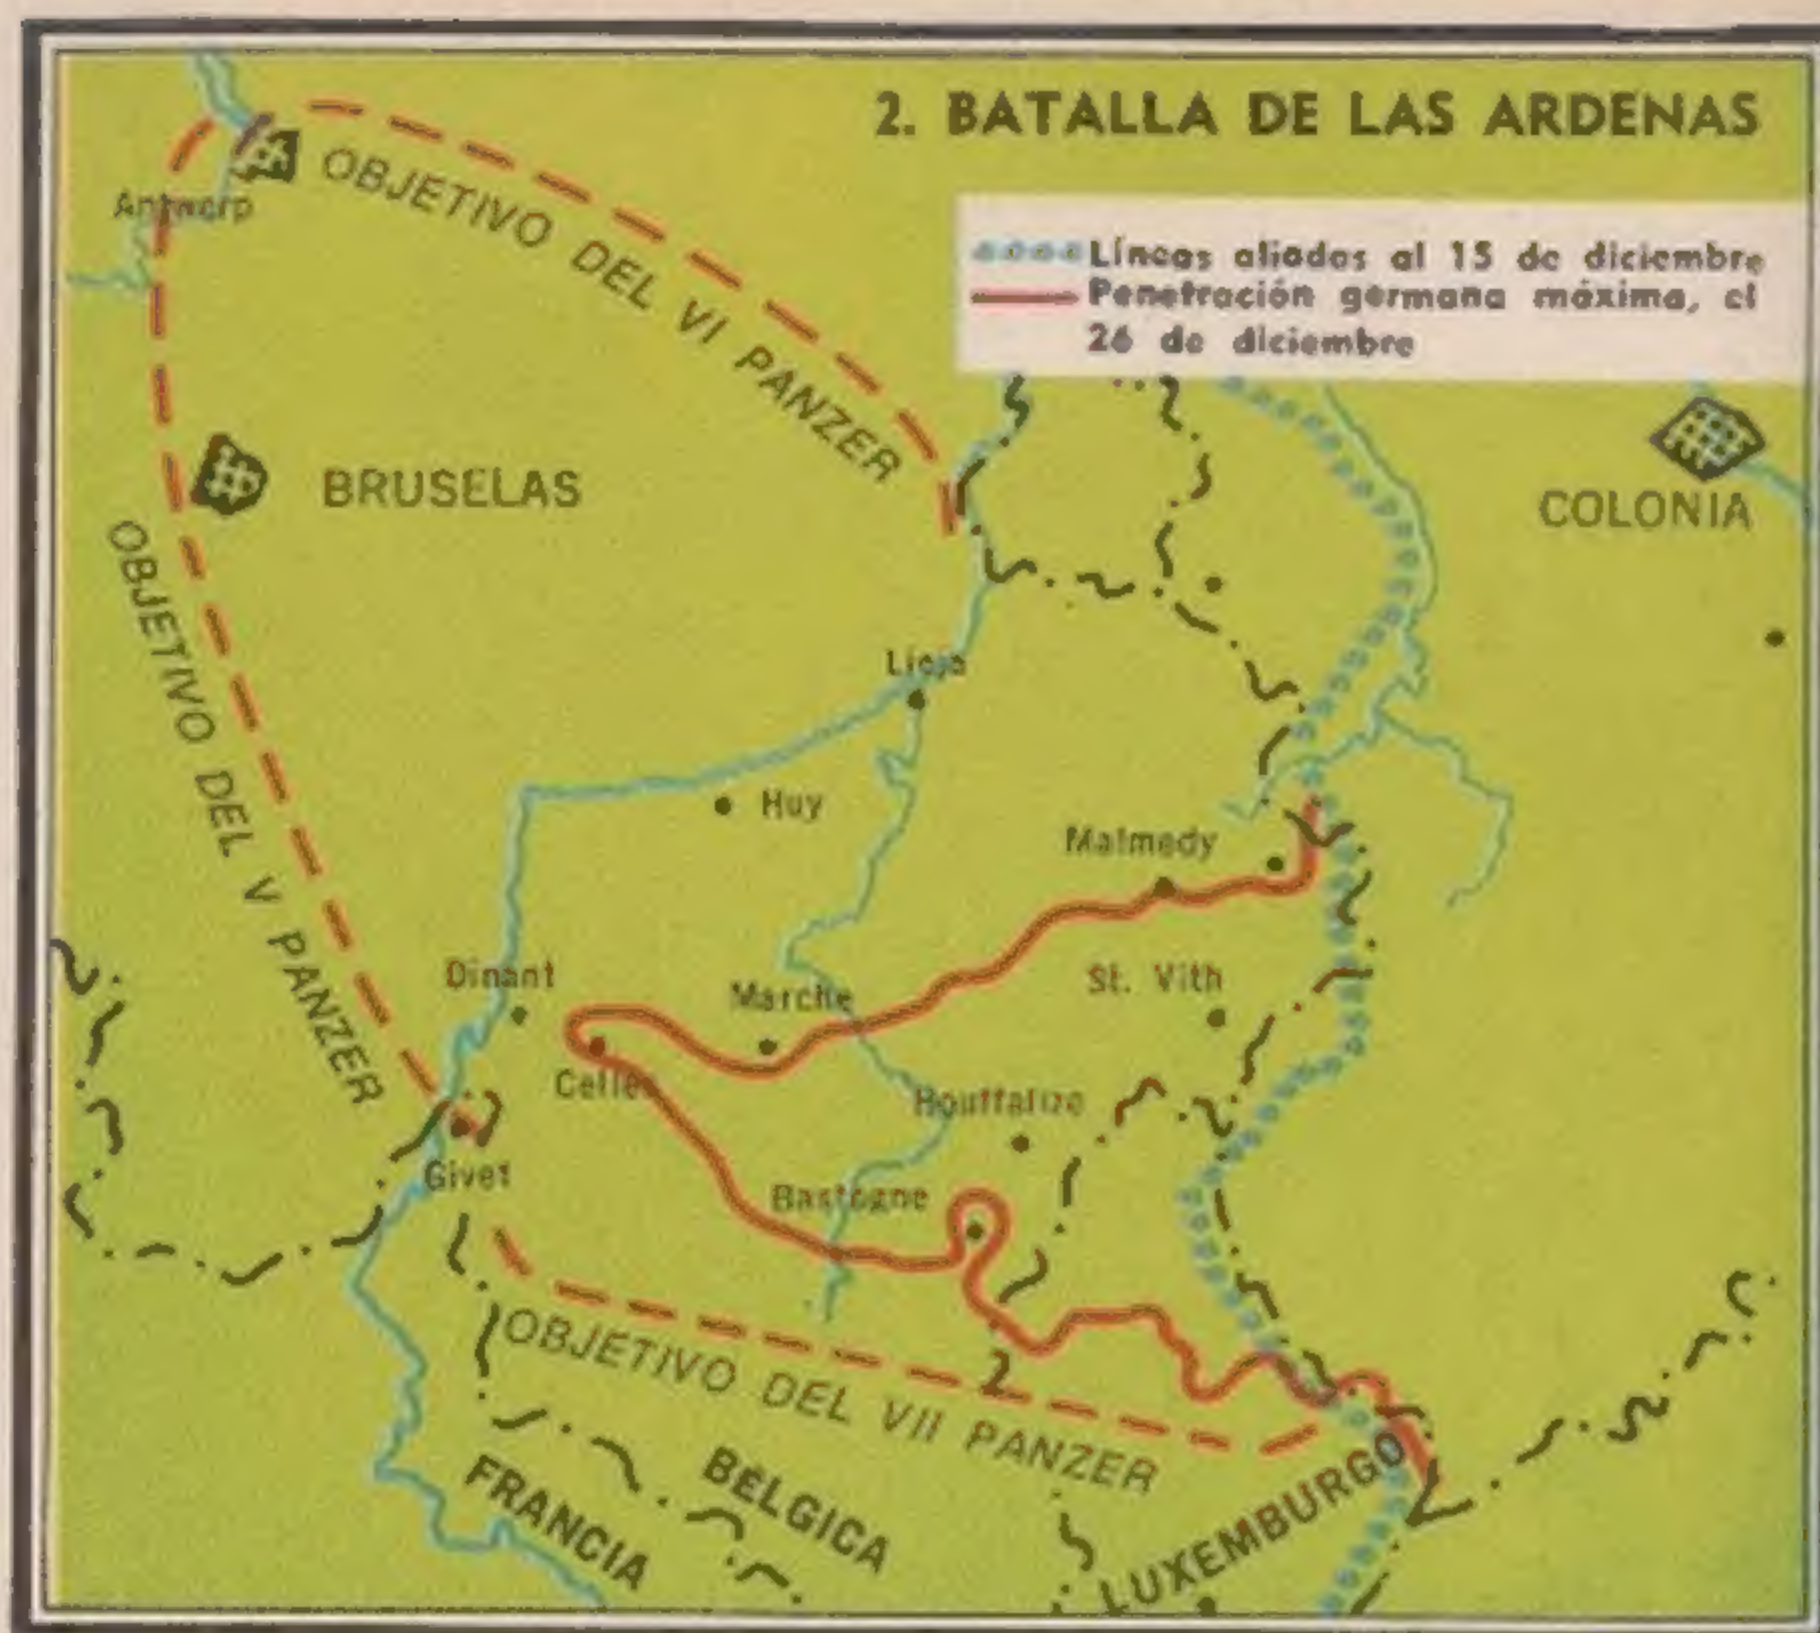 2. BATALLA DE LAS ARDENAS
Líneas aliadas al 15 de diciembre
Penetración germana máxima, el
26 de diciembre
Antwerp
OBJETIVO DEL VI PANZER
BRUSELAS
COLONIA
OBJETIVO DEL V PANZER
Lieja
Huy
Malmedy
Dinant
Marche
St. Vith
Celles
Houffalize
Givet
Bastogne
OBJETIVO DEL VII PANZER
FRANCIA
BELGICA
LUXEMBURGO